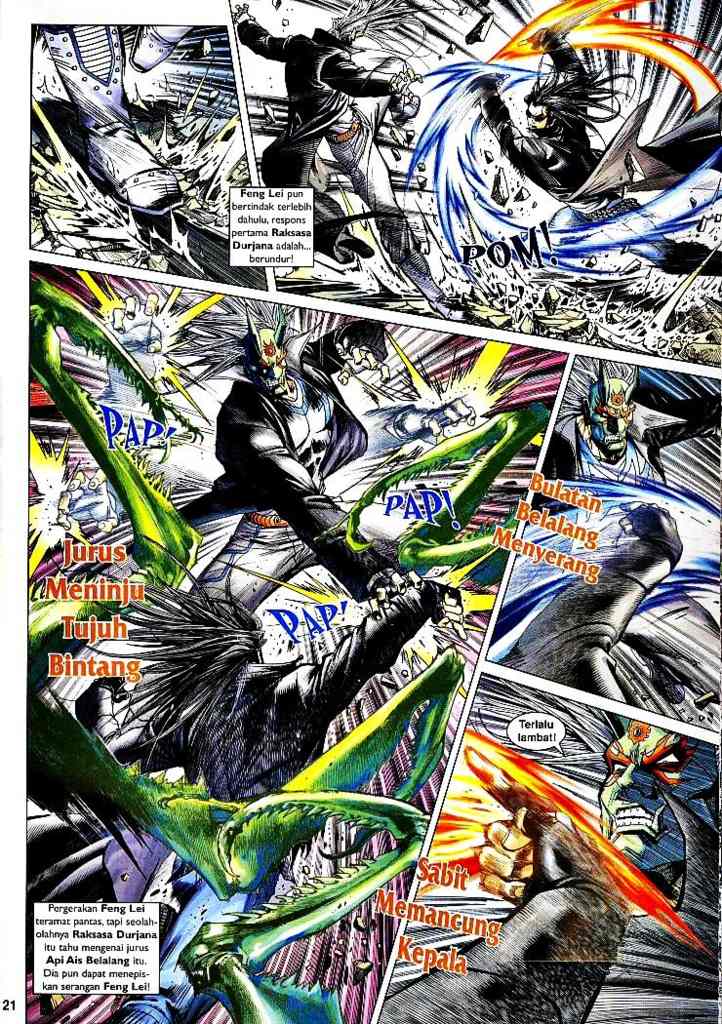 Feng Lei pun
bertindak terlebih
dahulu, respons
pertama Raksasa
Durjana adalah...
berundur!
POM!
PAP!
PAP!
PAP!
Jurus
Meninju
Tujuh
Bintang
Bulatan
Belalang
Menyerang
Terlalu
lambat!
Sabit
Memancung
Kepala
Pergerakan Feng Lei
teramat pantas, tapi seolah-
olahnya Raksasa Durjana
itu tahu mengenai jurus
Api Ais Belalang itu.
Dia pun dapat menepis-
kan serangan Feng Lei!
21